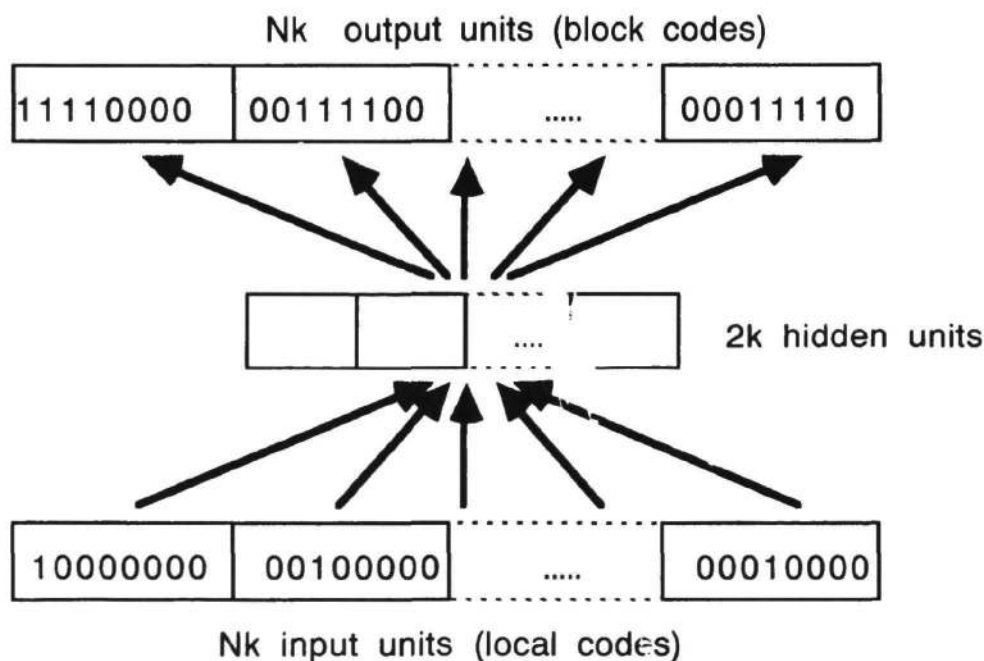 Nk output units (block codes)
11110000 00111100 ..... 00011110
.... 2k hidden units
10000000 00100000 ..... 00010000
Nk input units (local codes)